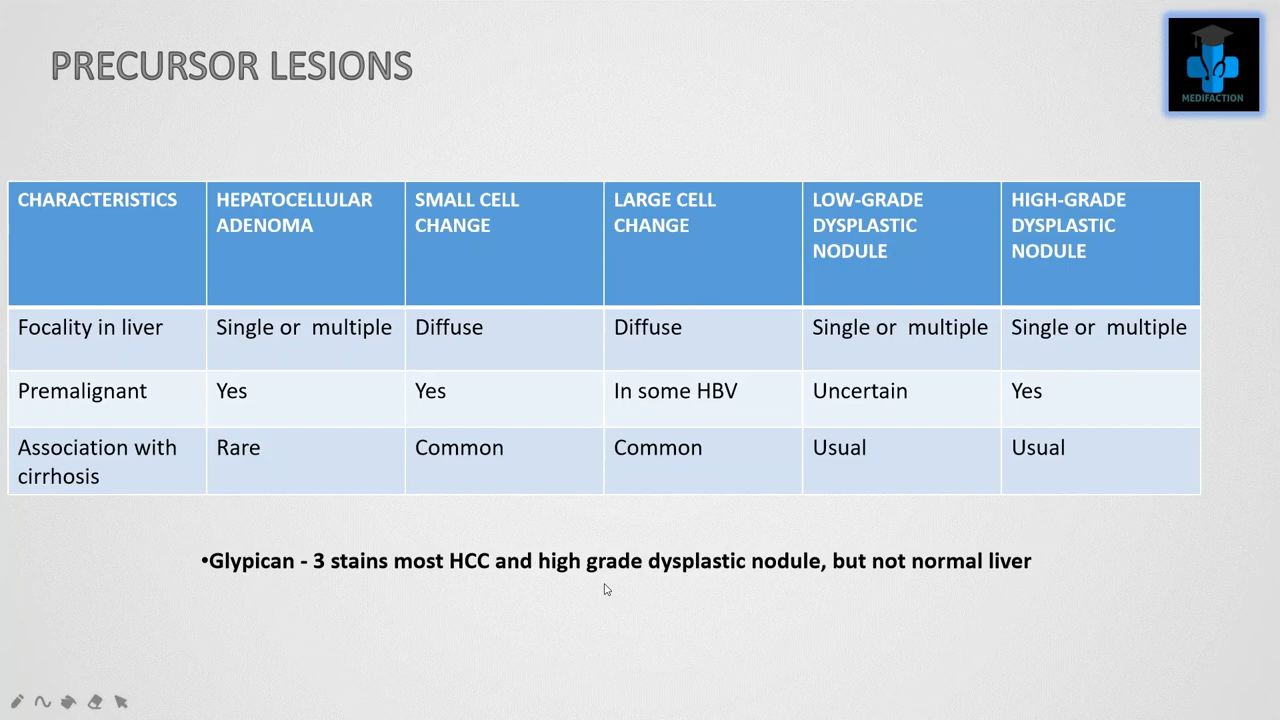 PRECURSOR LESIONS
MEDIFACTION
CHARACTERISTICS
HEPATOCELLULAR
ADENOMA
SMALL CELL
CHANGE
LARGE CELL
CHANGE
LOW-GRADE
DYSPLASTIC
NODULE
HIGH-GRADE
DYSPLASTIC
NODULE
Focality in liver
Single or multiple
Diffuse
Diffuse
Single or multiple
Single or multiple
Premalignant
Yes
Yes
In some HBV
Uncertain
Yes
Association with
cirrhosis
Rare
Common
Common
Usual
Usual
•Glypican - 3 stains most HCC and high grade dysplastic nodule, but not normal liver